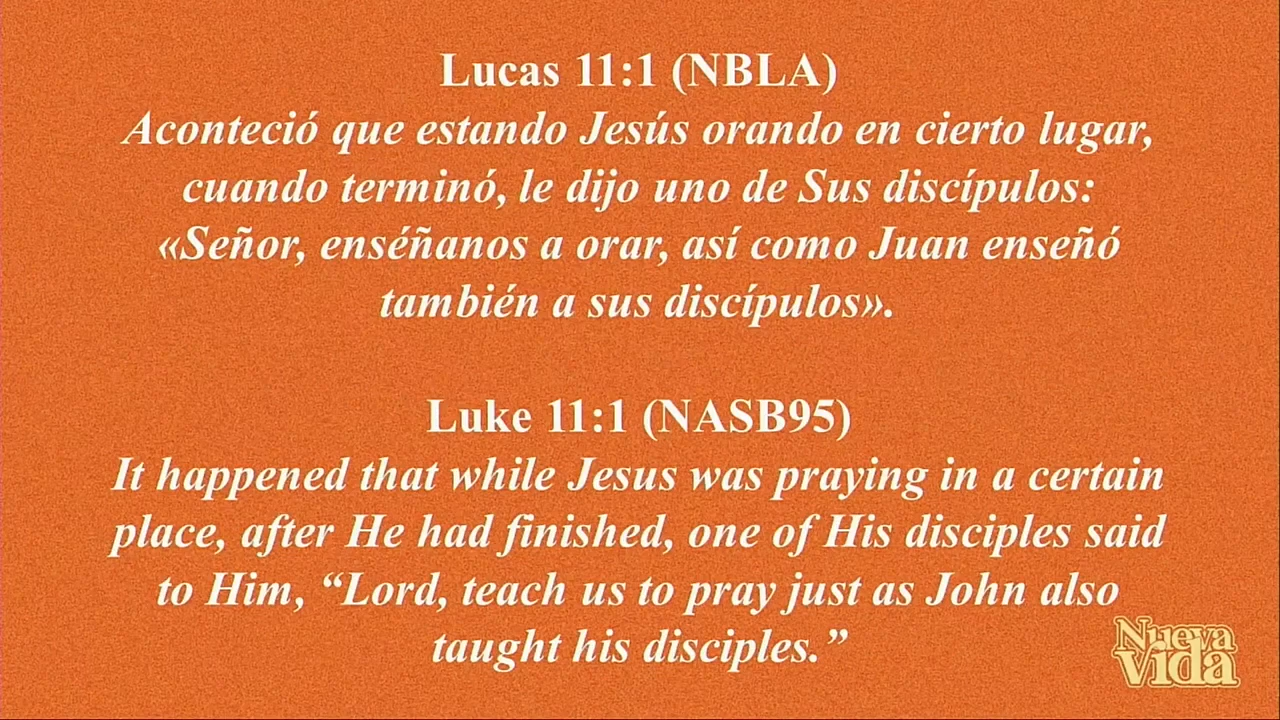 Lucas 11:1 (NBLA)
Aconteció que estando Jesús orando en cierto lugar,
cuando terminó, le dijo uno de Sus discípulos:
«Señor, enséñanos a orar, así como Juan enseñó
también a sus discípulos».
Luke 11:1 (NASB95)
It happened that while Jesus was praying in a certain
place, after He had finished, one of His disciples said
to Him, “Lord, teach us to pray just as John also
taught his disciples.”
Nueva
Vida